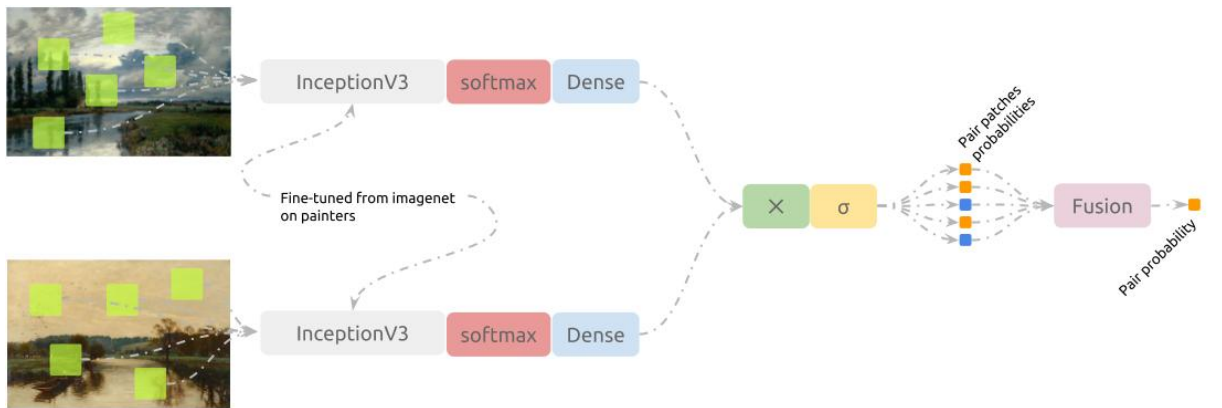 InceptionV3
softmax
Dense
Fine-tuned from imagenet
on painters
InceptionV3
softmax
Dense
×
σ
Pair patches
probabilities
Fusion
Pair probability